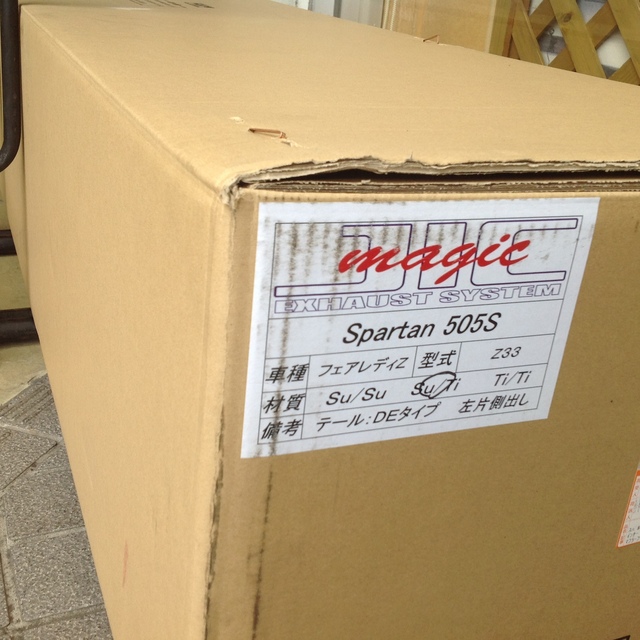 magic
EXHAUST SYSTEM
Spartan 505S
車種 フェアレディZ 型式 Z33
材質 Su/Su Su/Ti Ti/Ti
備考 テール:DEタイプ 左片側出し